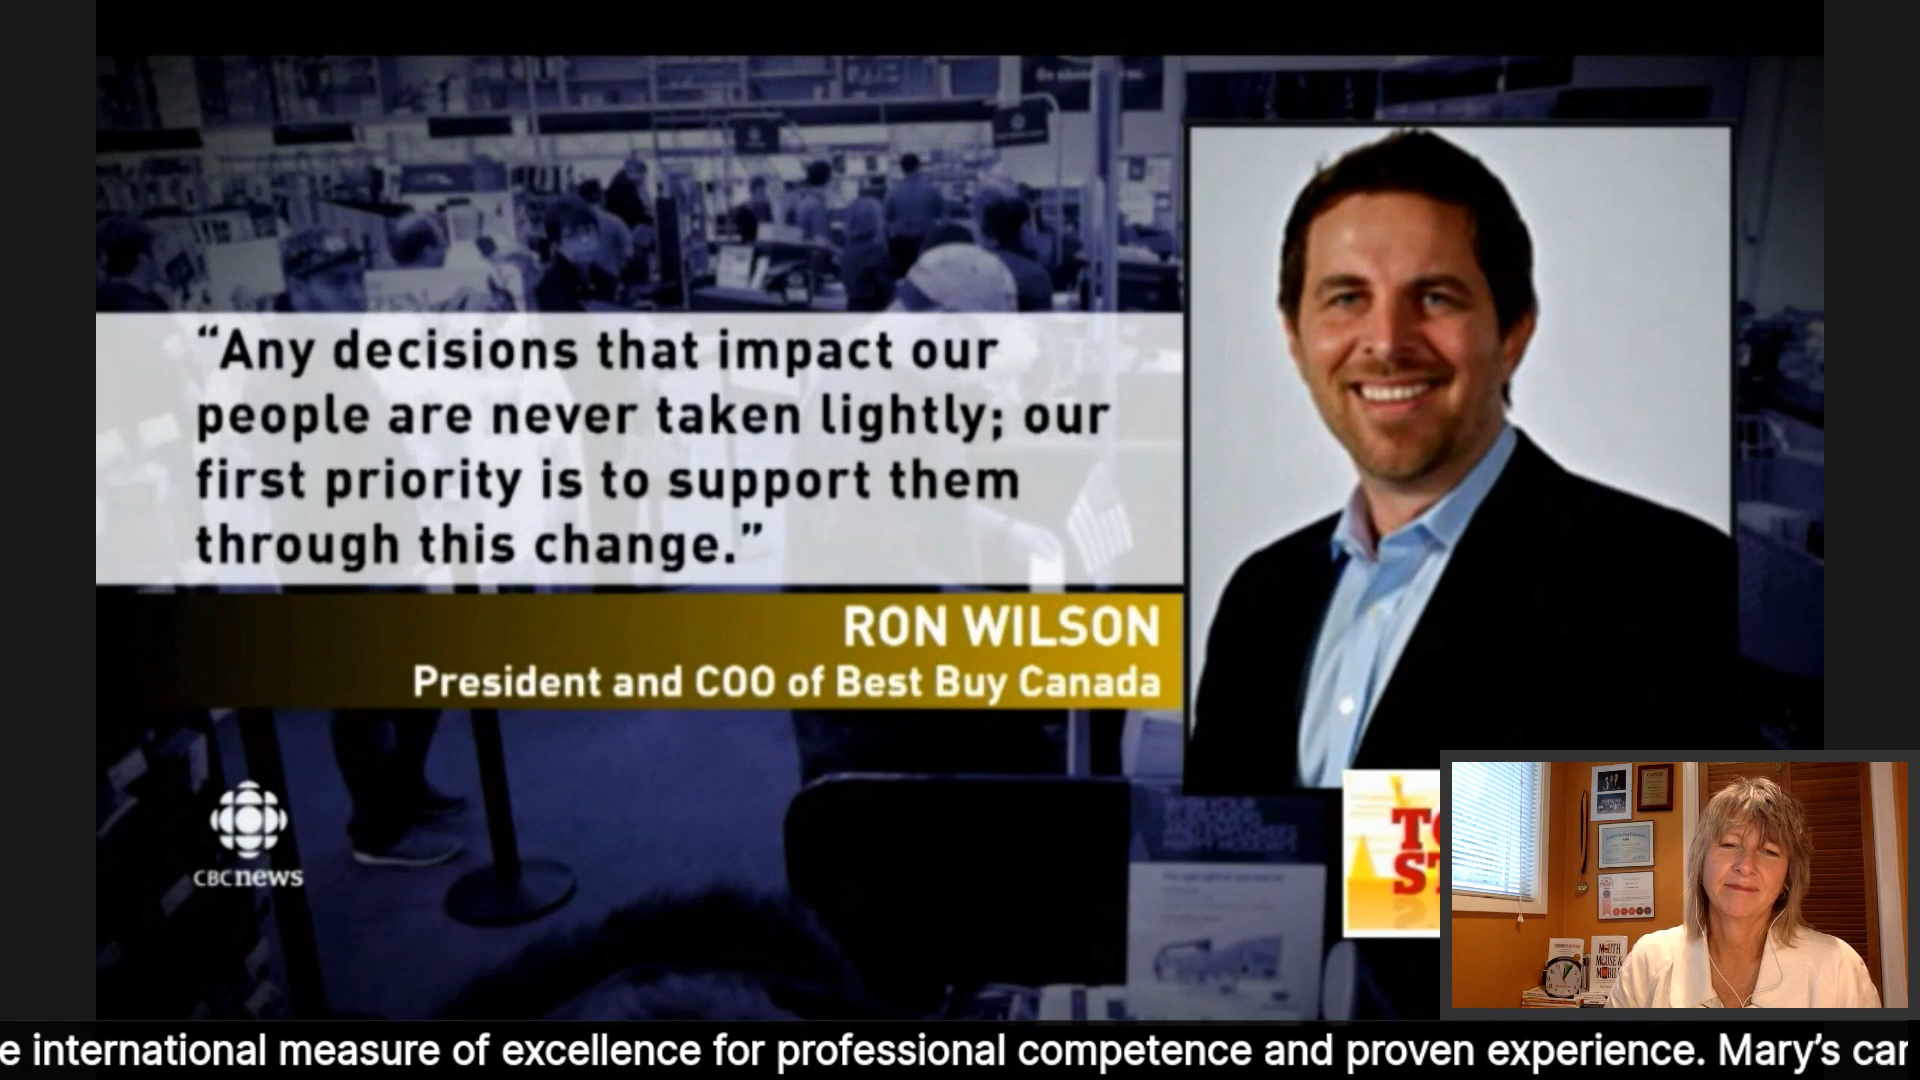 “Any decisions that impact our
people are never taken lightly; our
first priority is to support them
through this change.”
RON WILSON
President and COO of Best Buy Canada
CBCnews
MOUTH
MOUSE &
e international measure of excellence for professional competence and proven experience. Mary’s car